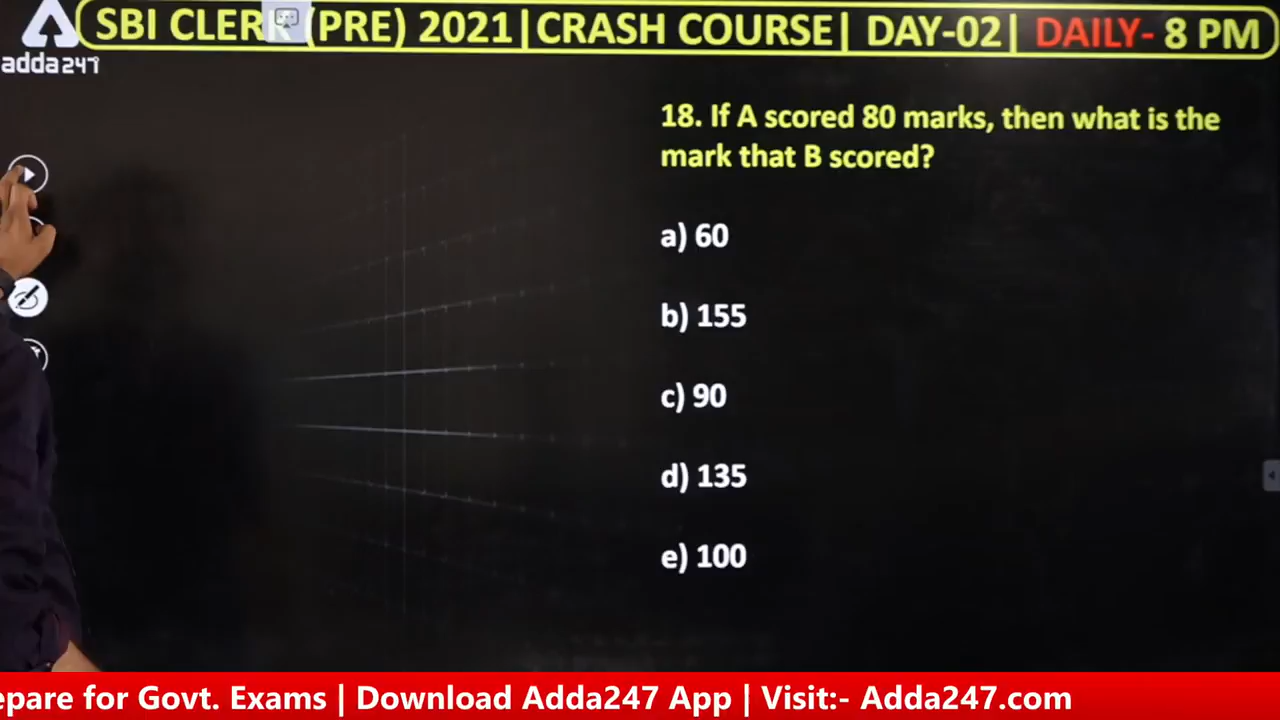 SBI CLERK (PRE) 2021|CRASH COURSE| DAY-02| DAILY- 8 PM
adda247
18. If A scored 80 marks, then what is the
mark that B scored?
a) 60
b) 155
c) 90
d) 135
e) 100
epare for Govt. Exams | Download Adda247 App | Visit:- Adda247.com